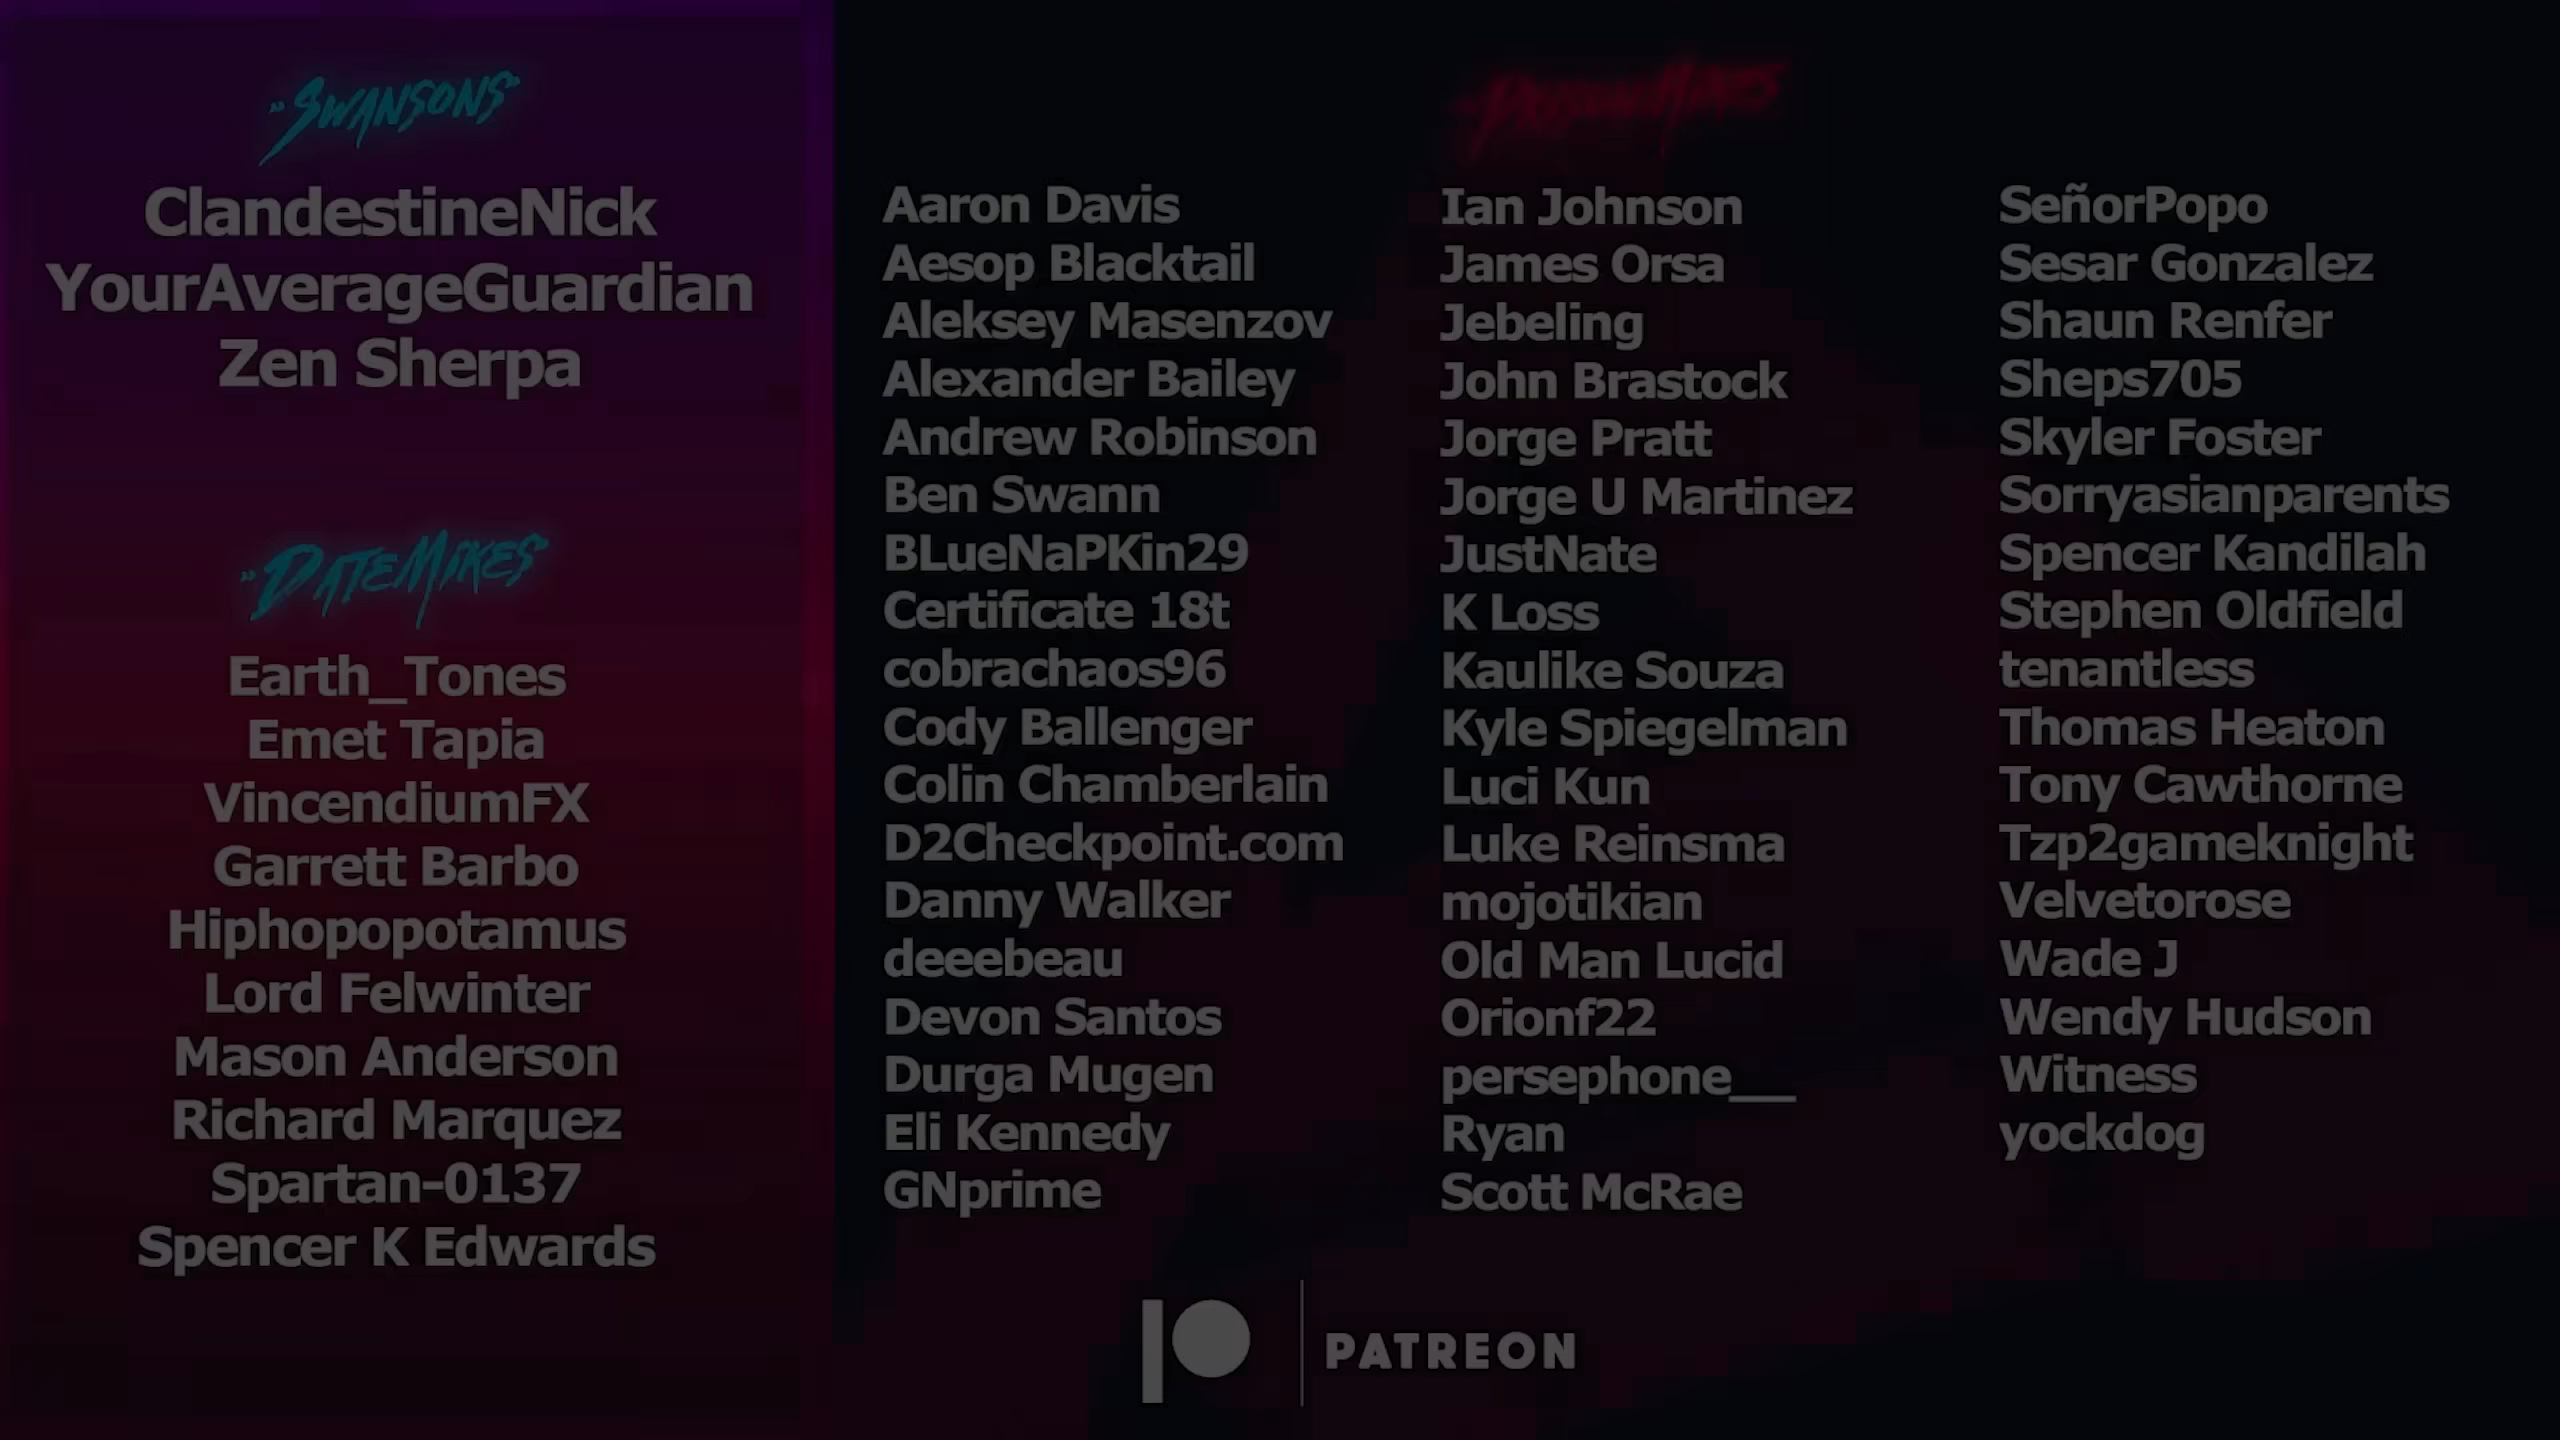 Swansons
ClandestineNick
YourAverageGuardian
Zen Sherpa
DateMikes
Earth_Tones
Emet Tapia
VincendiumFX
Garrett Barbo
Hiphopopotamus
Lord Felwinter
Mason Anderson
Richard Marquez
Spartan-0137
Spencer K Edwards
PrisonMikes
Aaron Davis
Aesop Blacktail
Aleksey Masenzov
Alexander Bailey
Andrew Robinson
Ben Swann
BLueNaPKin29
Certificate 18t
cobrachaos96
Cody Ballenger
Colin Chamberlain
D2Checkpoint.com
Danny Walker
deeebeau
Devon Santos
Durga Mugen
Eli Kennedy
GNprime
Ian Johnson
James Orsa
Jebeling
John Brastock
Jorge Pratt
Jorge U Martinez
JustNate
K Loss
Kaulike Souza
Kyle Spiegelman
Luci Kun
Luke Reinsma
mojotikian
Old Man Lucid
Orionf22
persephone__
Ryan
Scott McRae
SeñorPopo
Sesar Gonzalez
Shaun Renfer
Sheps705
Skyler Foster
Sorryasianparents
Spencer Kandilah
Stephen Oldfield
tenantless
Thomas Heaton
Tony Cawthorne
Tzp2gameknight
Velvetorose
Wade J
Wendy Hudson
Witness
yockdog
PATREON